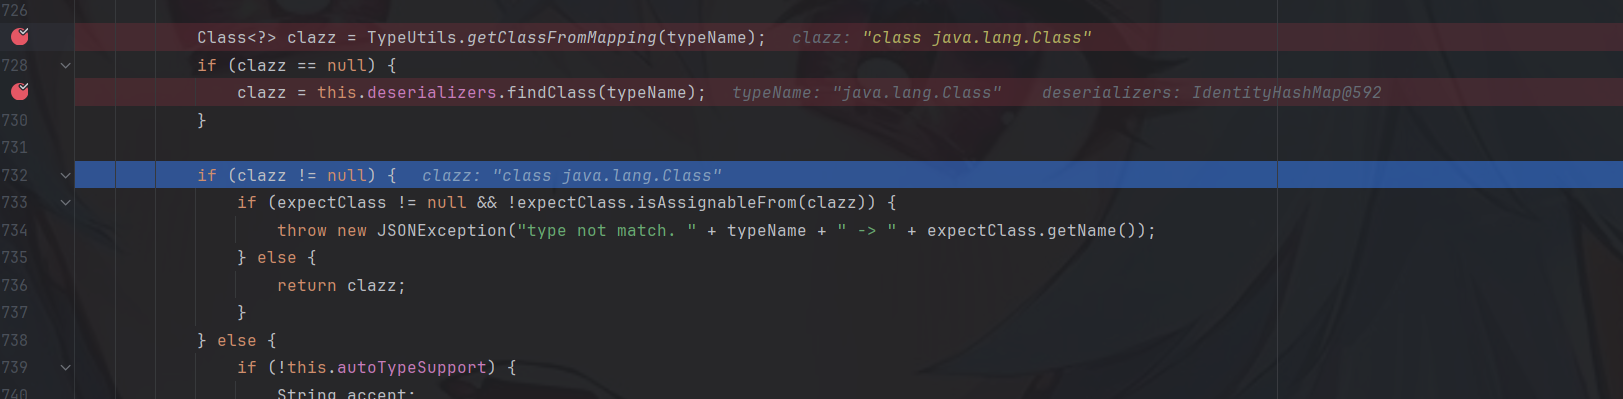 726
Class<?> clazz = TypeUtils.getClassFromMapping(typeName);   clazz: "class java.lang.Class"
728 if (clazz == null) {
clazz = this.deserializers.findClass(typeName);   typeName: "java.lang.Class"   deserializers: IdentityHashMap@592
730 }
731
732 if (clazz != null) {   clazz: "class java.lang.Class"
733 if (expectClass != null && !expectClass.isAssignableFrom(clazz)) {
734 throw new JSONException("type not match. " + typeName + " -> " + expectClass.getName());
735 } else {
736 return clazz;
737 }
738 } else {
739 if (!this.autoTypeSupport) {
740 String accept;